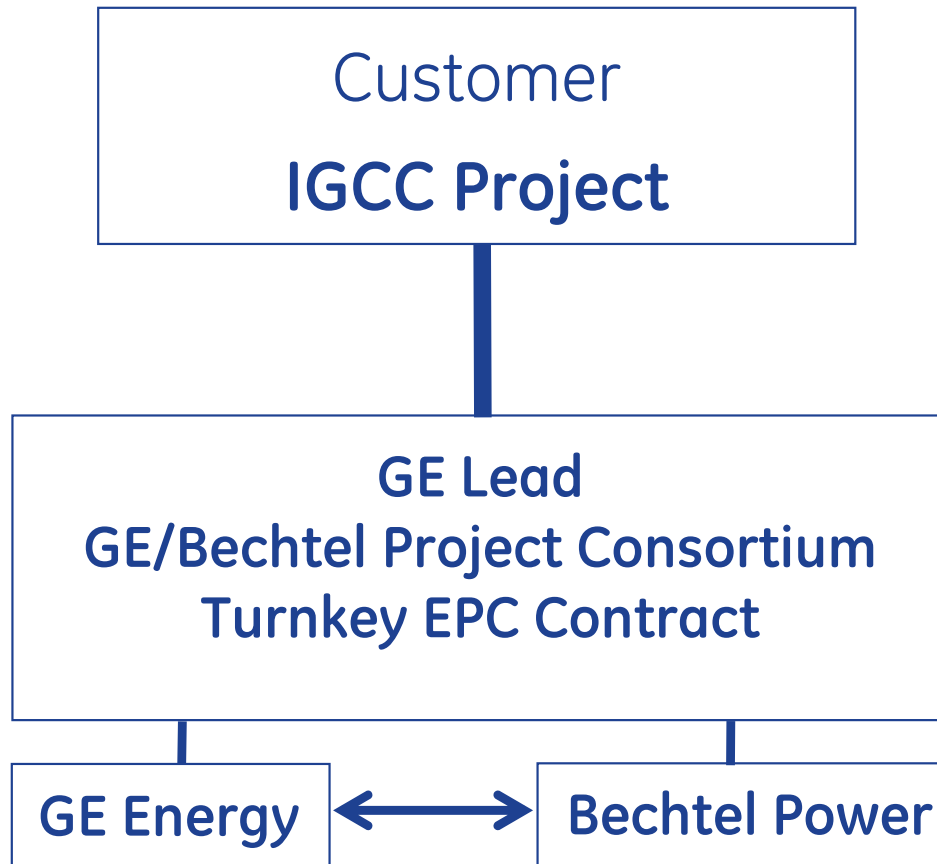 Customer
IGCC Project
GE Lead
GE/Bechtel Project Consortium
Turnkey EPC Contract
GE Energy
Bechtel Power